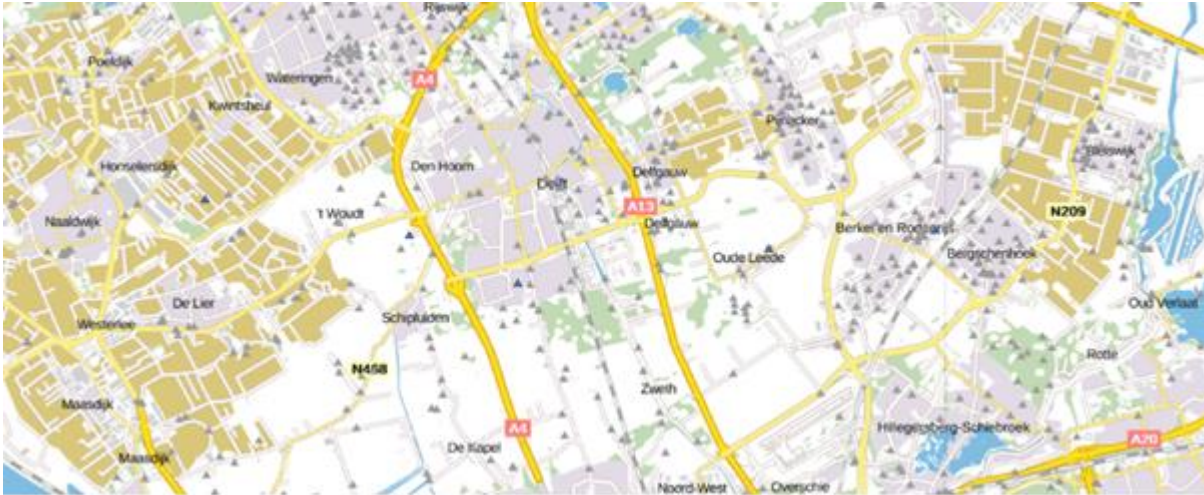 Rijswijk
Poeldijk
Wateringen
A4
Kwintsheul
Pijnacker
Bleiswijk
Honselersdijk
Den Hoorn
Delft
Delfgauw
A13
N209
Naaldwijk
't Woudt
Delfgauw
Berkel en Rodenrijs
Bergschenhoek
Oude Leede
De Lier
Oud Verlaat
Schipluiden
Westerlee
Rotte
N468
Zweth
Maasdijk
A4
Hillegersberg-Schiebroek
A20
De Kapel
Maasdijk
Noord-West
Overschie